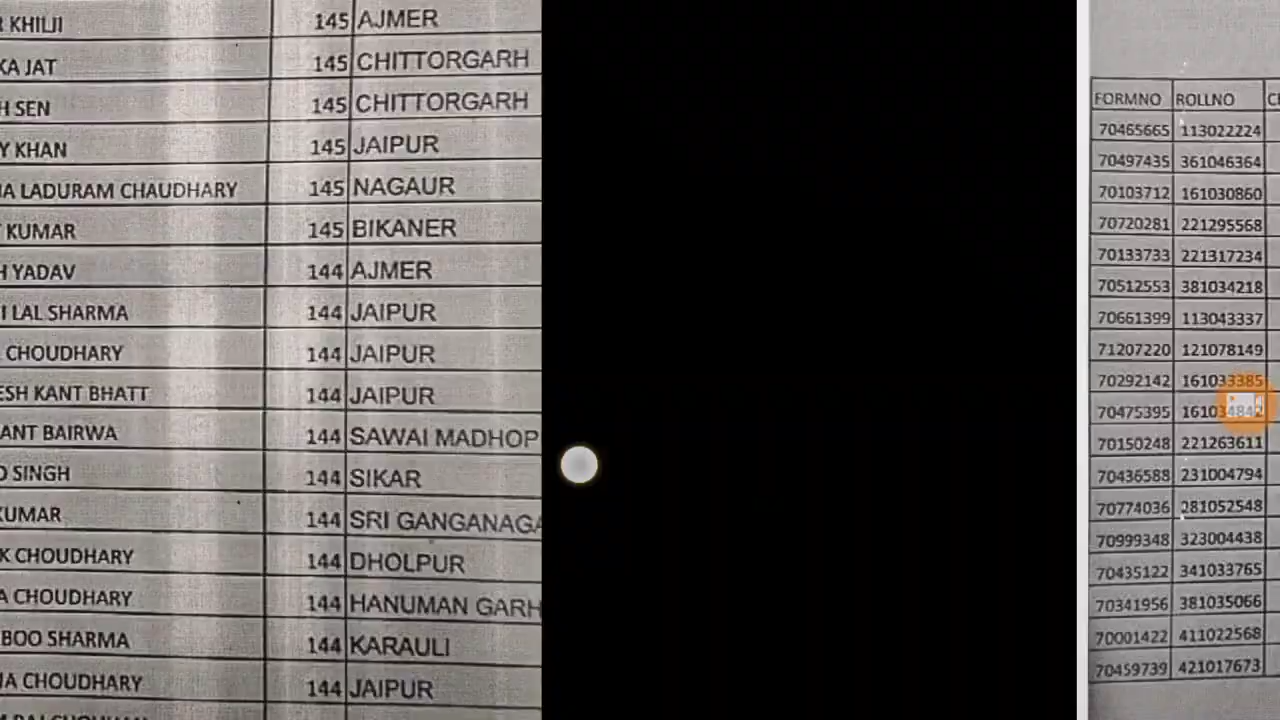 R KHILJI 145 AJMER
KA JAT 145 CHITTORGARH
H SEN 145 CHITTORGARH
Y KHAN 145 JAIPUR
JA LADURAM CHAUDHARY 145 NAGAUR
KUMAR 145 BIKANER
H YADAV 144 AJMER
I LAL SHARMA 144 JAIPUR
CHOUDHARY 144 JAIPUR
ESH KANT BHATT 144 JAIPUR
ANT BAIRWA 144 SAWAI MADHOP
D SINGH 144 SIKAR
KUMAR 144 SRI GANGANAGA
K CHOUDHARY 144 DHOLPUR
A CHOUDHARY 144 HANUMAN GARH
BOO SHARMA 144 KARAULI
JA CHOUDHARY 144 JAIPUR
FORMNO ROLLNO
70465665 113022224
70497435 361046364
70103712 161030860
70720281 221295568
70133733 221317234
70512553 381034218
70661399 113043337
71207220 121078149
70292142 161033385
70475395 161034842
70150248 221263611
70436588 231004794
70774036 281052548
70999348 323004438
70435122 341033765
70341956 381035066
70001422 411022568
70459739 421017673